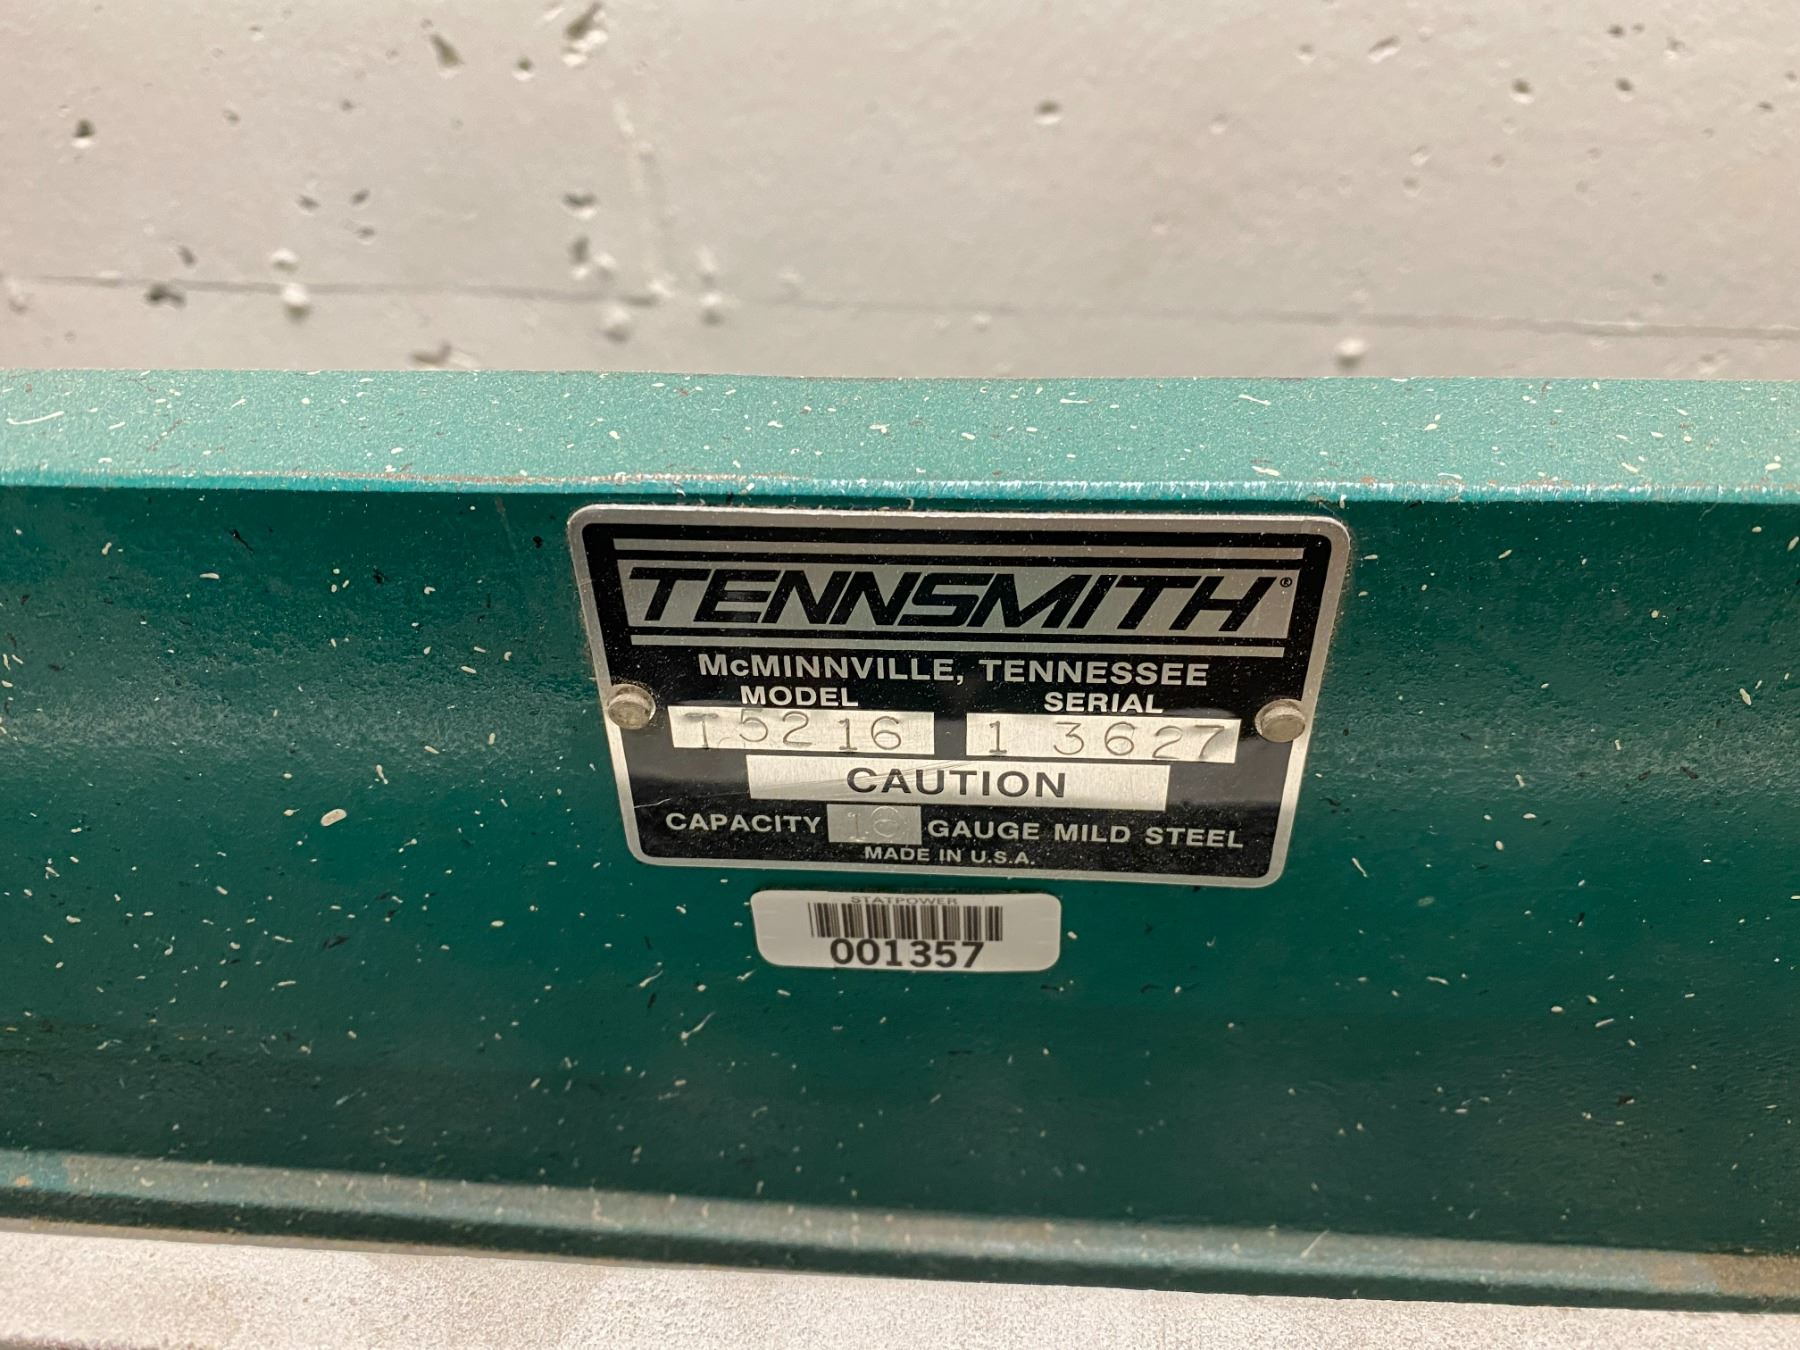 TENNSMITH®
McMINNVILLE, TENNESSEE
MODEL SERIAL
T5216 1 3627
CAUTION
CAPACITY 16 GAUGE MILD STEEL
MADE IN U.S.A.
STATPOWER
001357